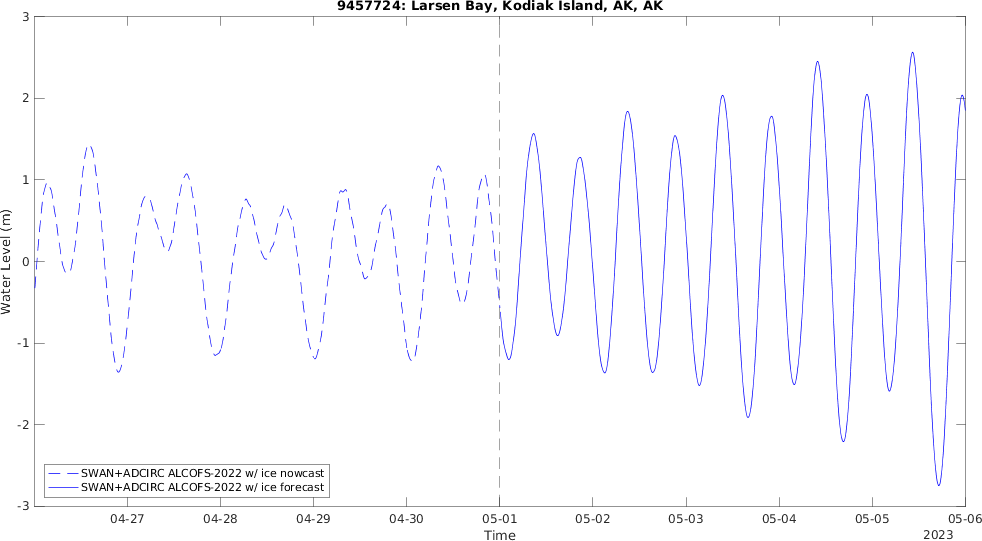 9457724: Larsen Bay, Kodiak Island, AK, AK
3
2
1
0
-1
-2
-3
Water Level (m)
SWAN+ADCIRC ALCOFS-2022 w/ ice nowcast
SWAN+ADCIRC ALCOFS-2022 w/ ice forecast
04-27 04-28 04-29 04-30 05-01 05-02 05-03 05-04 05-05 05-06
Time
2023